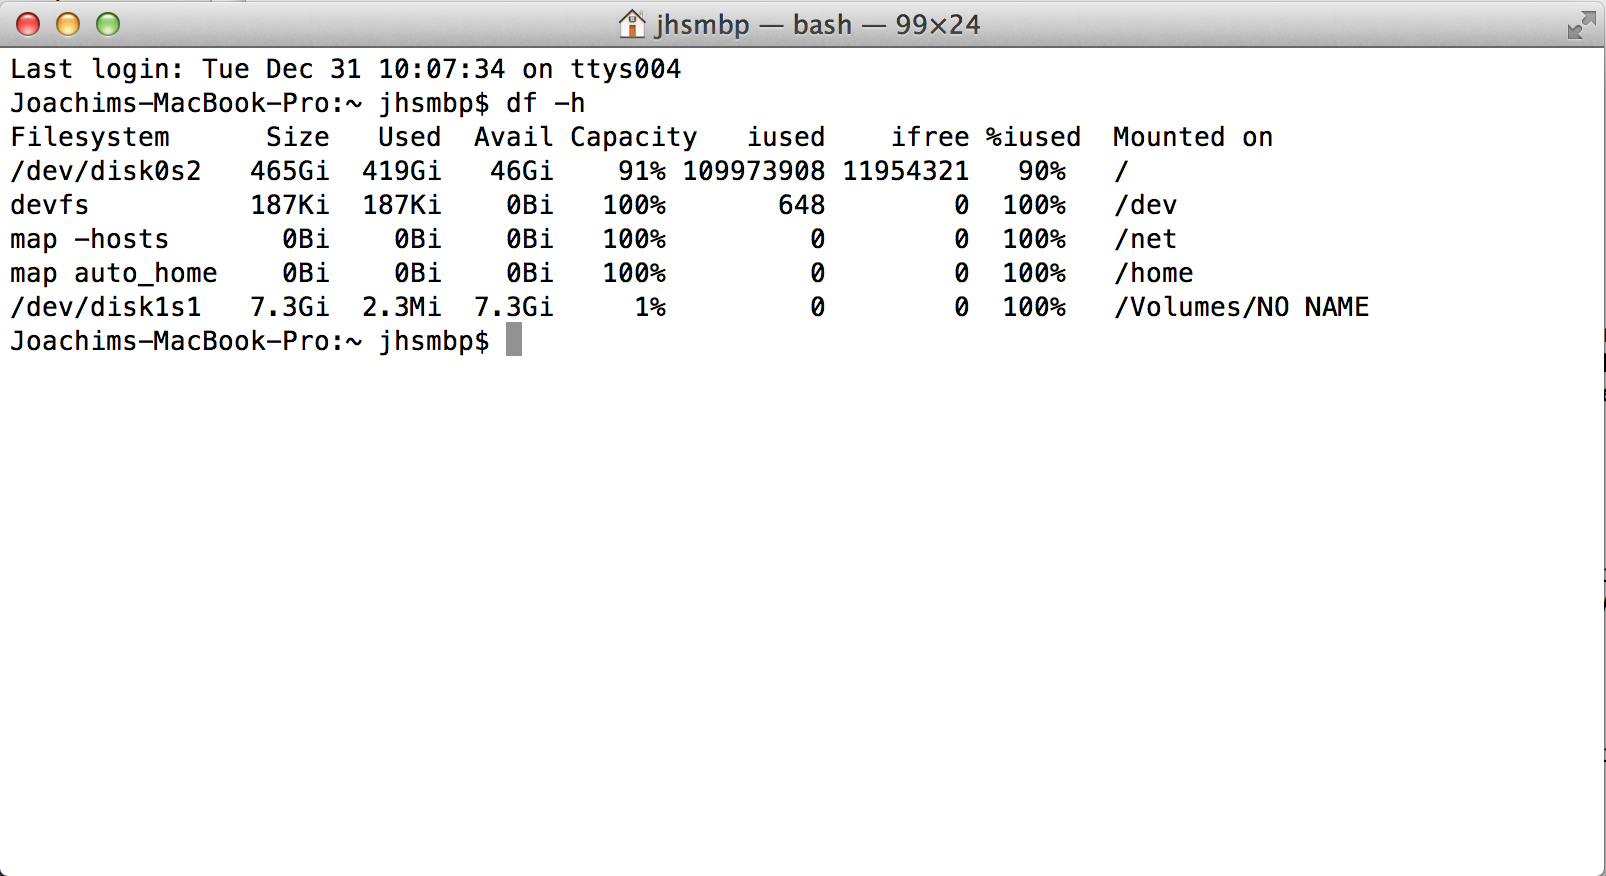 jhsmbp — bash — 99×24
Last login: Tue Dec 31 10:07:34 on ttys004
Joachims-MacBook-Pro:~ jhsmbp$ df -h
Filesystem      Size   Used  Avail Capacity   iused    ifree %iused  Mounted on
/dev/disk0s2   465Gi  419Gi   46Gi    91% 109973908 11954321   90%   /
devfs          187Ki  187Ki    0Bi   100%       648        0  100%   /dev
map -hosts       0Bi    0Bi    0Bi   100%         0        0  100%   /net
map auto_home    0Bi    0Bi    0Bi   100%         0        0  100%   /home
/dev/disk1s1   7.3Gi  2.3Mi  7.3Gi     1%         0        0  100%   /Volumes/NO NAME
Joachims-MacBook-Pro:~ jhsmbp$